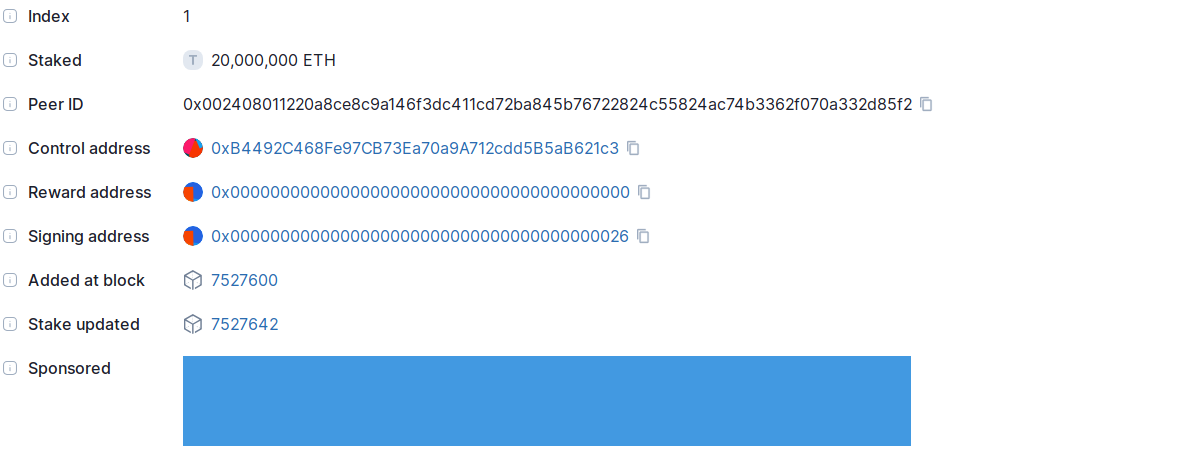 Index 1
Staked T 20,000,000 ETH
Peer ID 0x002408011220a8ce8c9a146f3dc411cd72ba845b76722824c55824ac74b3362f070a332d85f2
Control address 0xB4492C468Fe97CB73Ea70a9A712cdd5B5aB621c3
Reward address 0x0000000000000000000000000000000000000000
Signing address 0x0000000000000000000000000000000000000026
Added at block 7527600
Stake updated 7527642
Sponsored